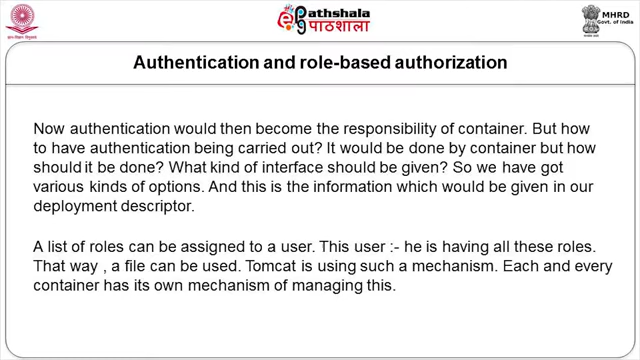 ePathshala
पाठशाला
MHRD
Govt. of India
Authentication and role-based authorization
Now authentication would then become the responsibility of container. But how
to have authentication being carried out? It would be done by container but how
should it be done? What kind of interface should be given? So we have got
various kinds of options. And this is the information which would be given in our
deployment descriptor.
A list of roles can be assigned to a user. This user :- he is having all these roles.
That way , a file can be used. Tomcat is using such a mechanism. Each and every
container has its own mechanism of managing this.